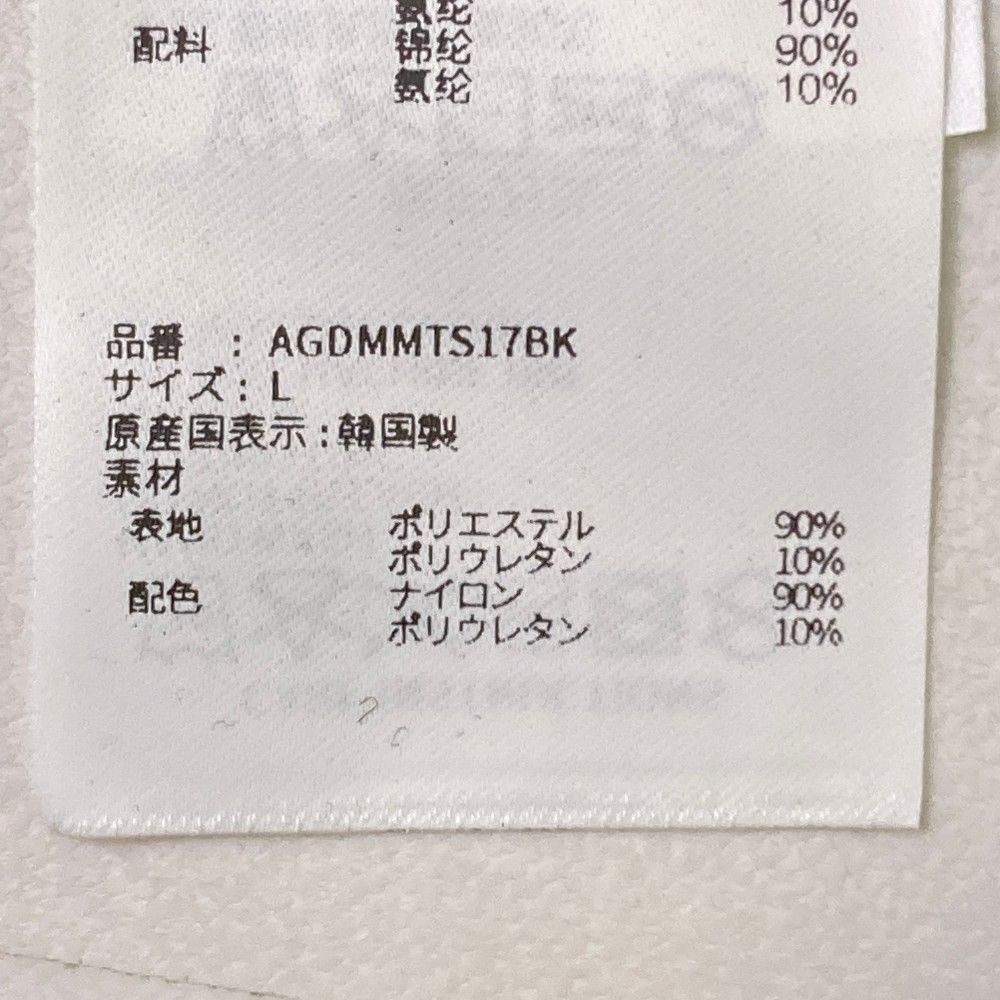 氨纶 10%
配料 锦纶 90%
氨纶 10%
品番 : AGDMMTS17BK
サイズ : L
原産国表示 : 韓国製
素材
表地 ポリエステル 90%
ポリウレタン 10%
配色 ナイロン 90%
ポリウレタン 10%